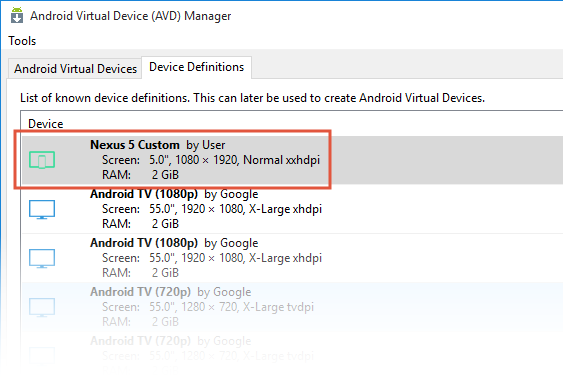 Android Virtual Device (AVD) Manager
Tools
Android Virtual Devices Device Definitions
List of known device definitions. This can later be used to create Android Virtual Devices.
Device
Nexus 5 Custom by User
Screen: 5.0", 1080 × 1920, Normal xxhdpi
RAM: 2 GiB
Android TV (1080p) by Google
Screen: 55.0", 1920 × 1080, X-Large xhdpi
RAM: 2 GiB
Android TV (1080p) by Google
Screen: 55.0", 1920 × 1080, X-Large xhdpi
RAM: 2 GiB
Android TV (720p) by Google
Screen: 55.0", 1280 × 720, X-Large tvdpi
RAM: 2 GiB
Android TV (720p) by Google